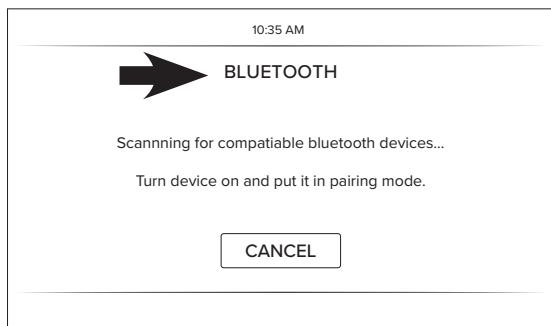 10:35 AM
BLUETOOTH
Scannning for compatiable bluetooth devices...
Turn device on and put it in pairing mode.
CANCEL